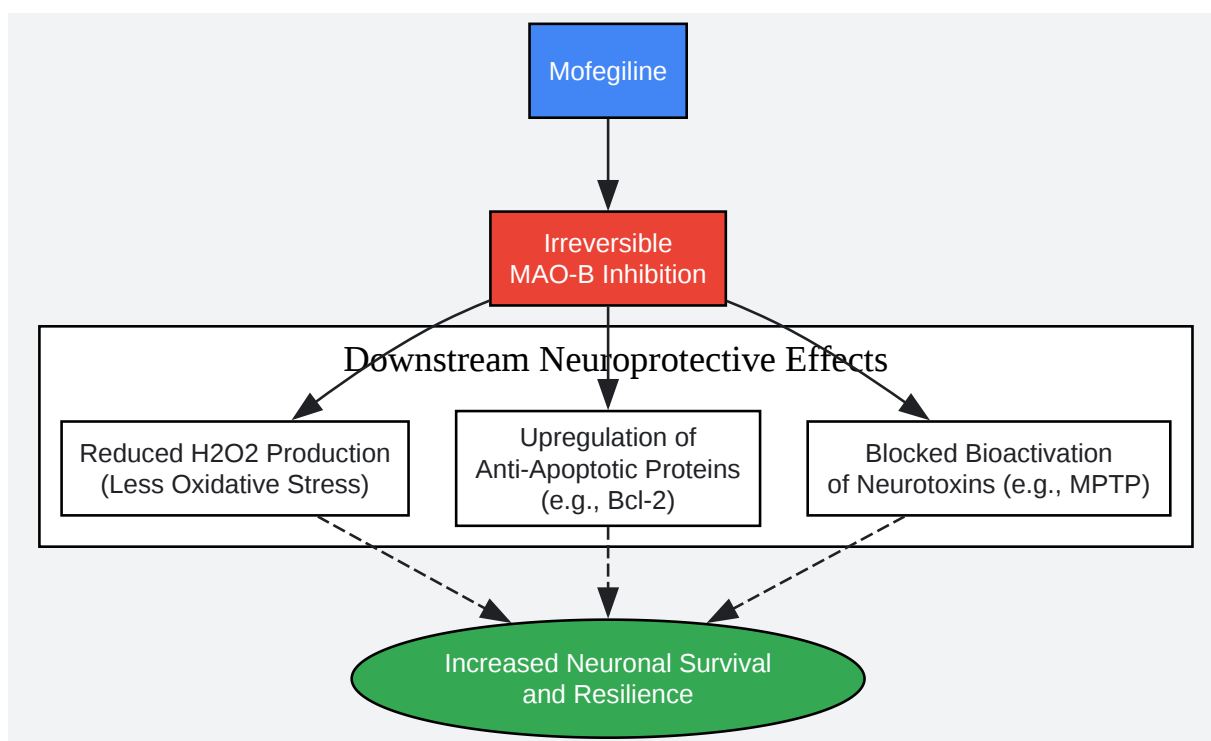 Mofegiline
Irreversible
MAO-B Inhibition
Downstream Neuroprotective Effects
Reduced H2O2 Production
(Less Oxidative Stress)
Upregulation of
Anti-Apoptotic Proteins
(e.g., Bcl-2)
Blocked Bioactivation
of Neurotoxins (e.g., MPTP)
Increased Neuronal Survival
and Resilience